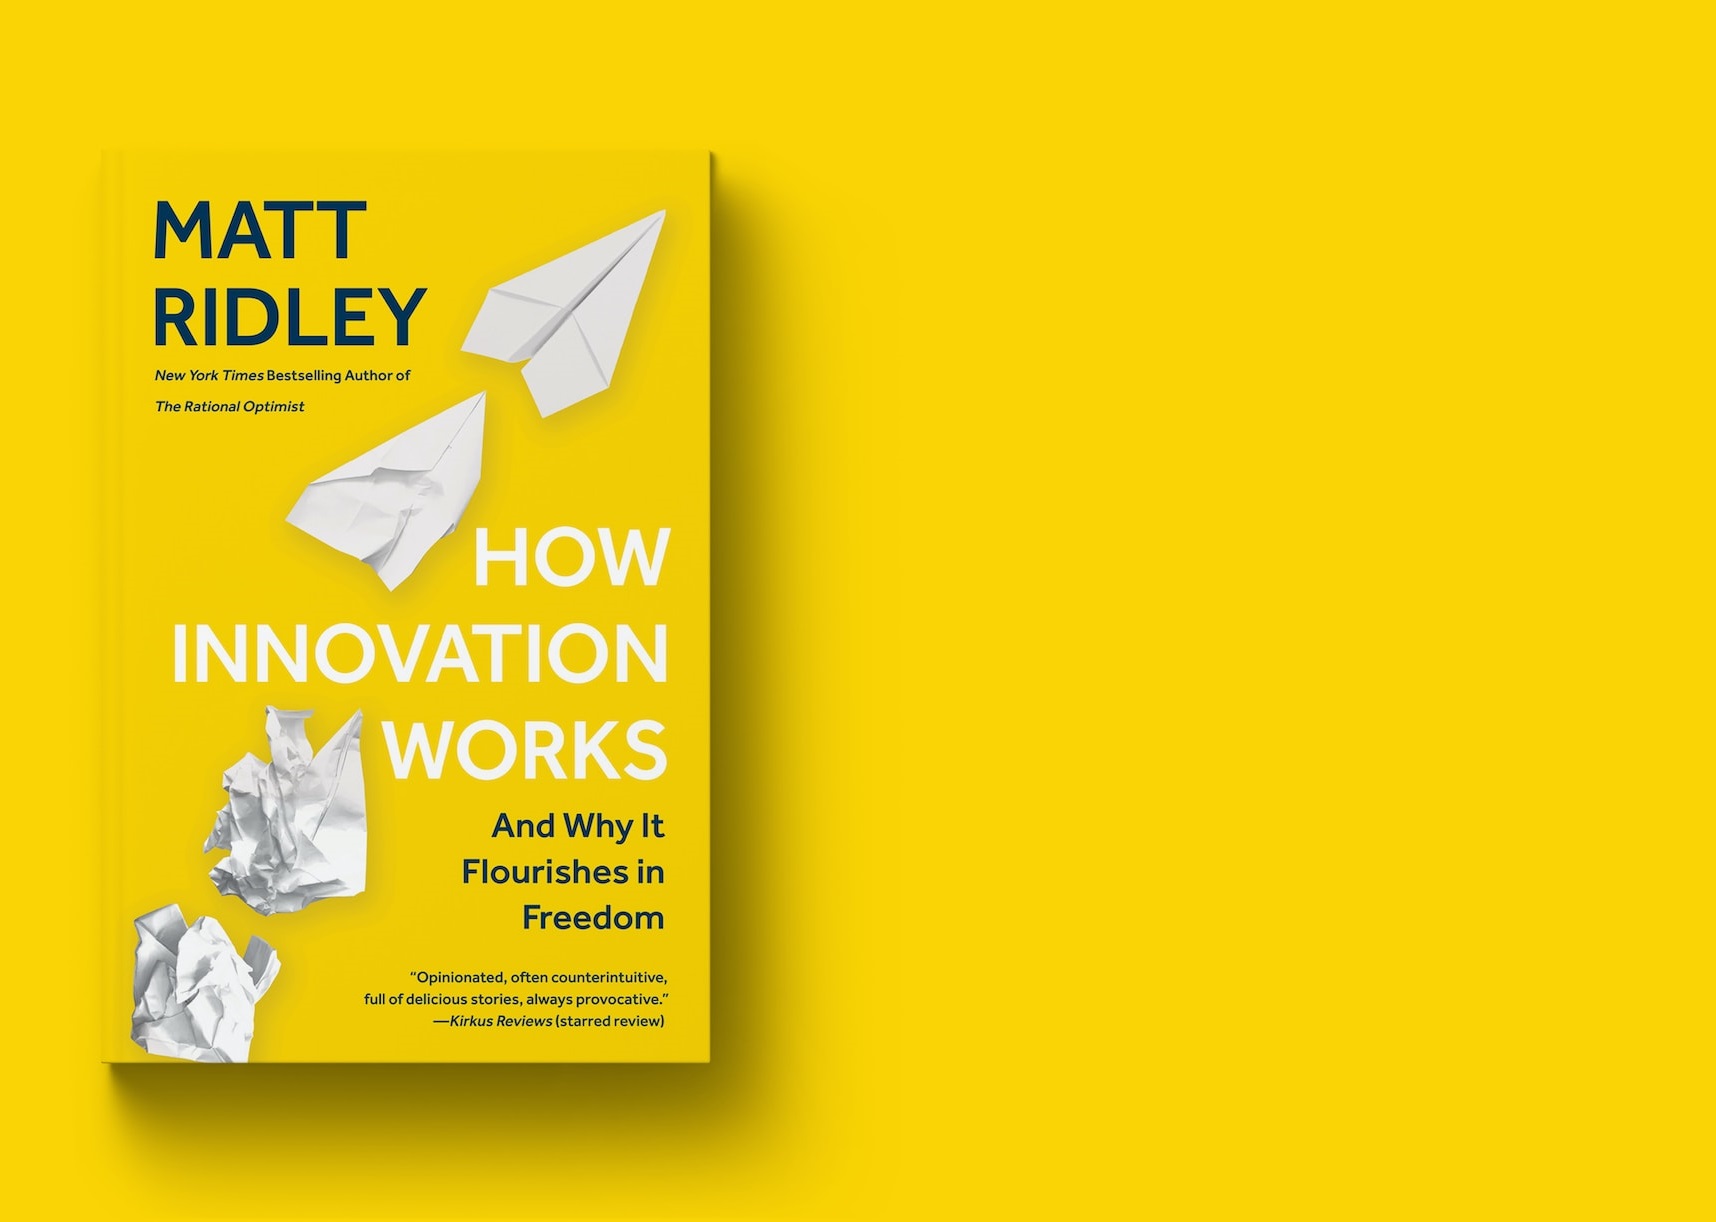 MATT
RIDLEY
New York Times Bestselling Author of
The Rational Optimist
HOW
INNOVATION
WORKS
And Why It
Flourishes in
Freedom
“Opinionated, often counterintuitive,
full of delicious stories, always provocative.”
—Kirkus Reviews (starred review)